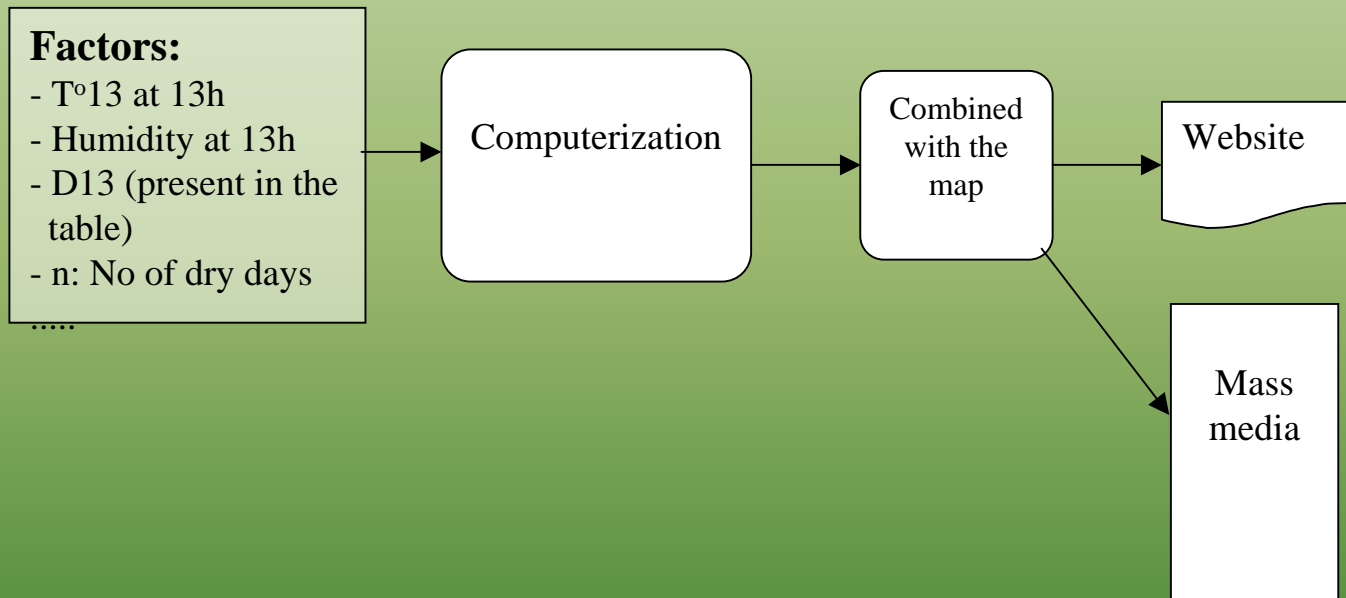 Factors:
- Tº13 at 13h
- Humidity at 13h
- D13 (present in the
table)
- n: No of dry days
.....
Computerization
Combined
with the
map
Website
Mass
media